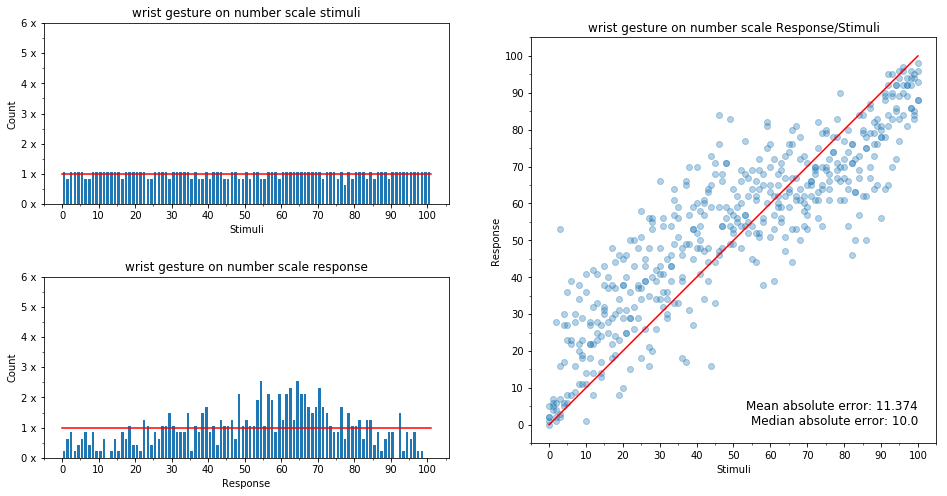 wrist gesture on number scale stimuli
6 x
5 x
4 x
3 x
2 x
1 x
0 x
Count
0 10 20 30 40 50 60 70 80 90 100
Stimuli
wrist gesture on number scale response
6 x
5 x
4 x
3 x
2 x
1 x
0 x
Count
0 10 20 30 40 50 60 70 80 90 100
Response
wrist gesture on number scale Response/Stimuli
100
90
80
70
60
50
40
30
20
10
0
Response
Mean absolute error: 11.374
Median absolute error: 10.0
0 10 20 30 40 50 60 70 80 90 100
Stimuli